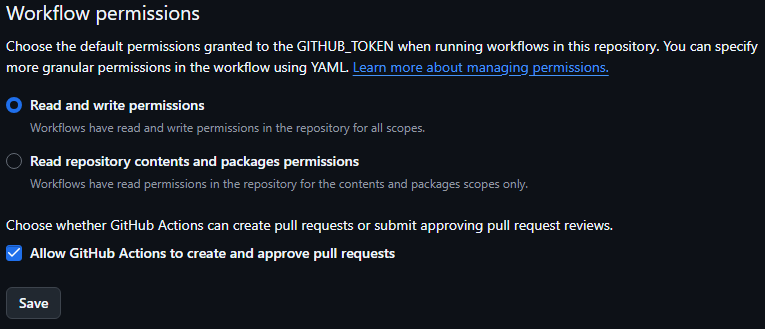 Workflow permissions
Choose the default permissions granted to the GITHUB_TOKEN when running workflows in this repository. You can specify
more granular permissions in the workflow using YAML. Learn more about managing permissions.
Read and write permissions
Workflows have read and write permissions in the repository for all scopes.
Read repository contents and packages permissions
Workflows have read permissions in the repository for the contents and packages scopes only.
Choose whether GitHub Actions can create pull requests or submit approving pull request reviews.
Allow GitHub Actions to create and approve pull requests
Save